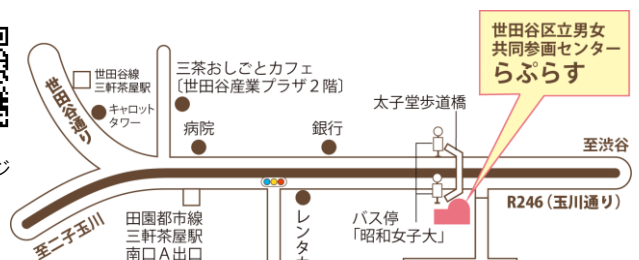 世田谷区立男女
共同参画センター
らぷらす
世田谷線
三軒茶屋駅
キャロット
タワー
世田谷通り
三茶おしごとカフェ
〔世田谷産業プラザ2階〕
病院
銀行
太子堂歩道橋
至渋谷
R246（玉川通り）
至二子玉川
田園都市線
三軒茶屋駅
南口A出口
レンタ
バス停
「昭和女子大」
ジ